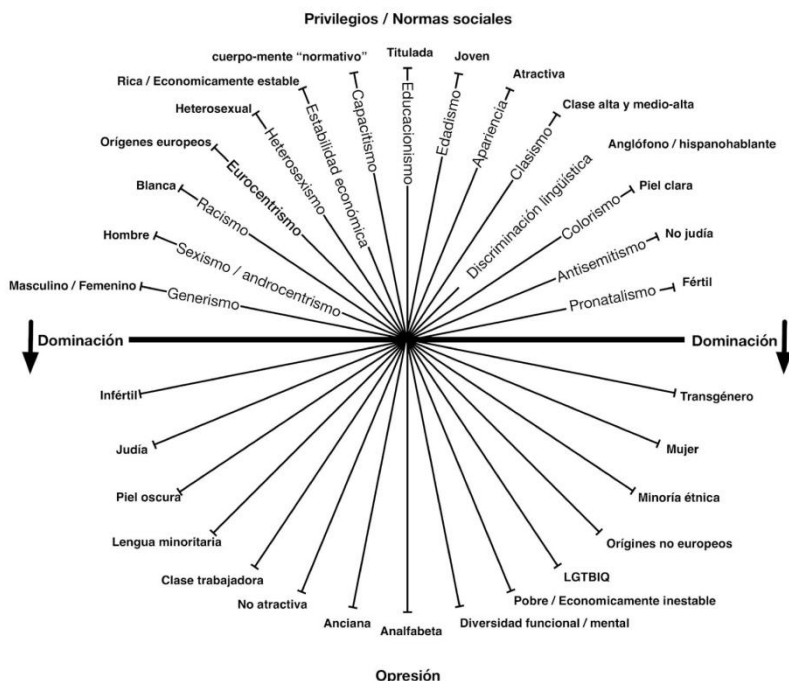 Privilegios / Normas sociales
cuerpo-mente “normativo”
Titulada
Joven
Rica / Economicamente estable
Atractiva
Heterosexual
Clase alta y medio-alta
Orígenes europeos
Anglófono / hispanohablante
Blanca
Piel clara
Hombre
No judía
Masculino / Femenino
Fértil
Generismo
Sexismo / androcentrismo
Racismo
Eurocentrismo
Heterosexismo
Estabilidad económica
Capacitismo
Educacionismo
Edadismo
Apariencia
Clasismo
Discriminación lingüística
Colorismo
Antisemitismo
Pronatalismo
Dominación
Dominación
Infértil
Transgénero
Judía
Mujer
Piel oscura
Minoría étnica
Lengua minoritaria
Orígines no europeos
Clase trabajadora
LGTBIQ
No atractiva
Pobre / Economicamente inestable
Anciana
Analfabeta
Diversidad funcional / mental
Opresión